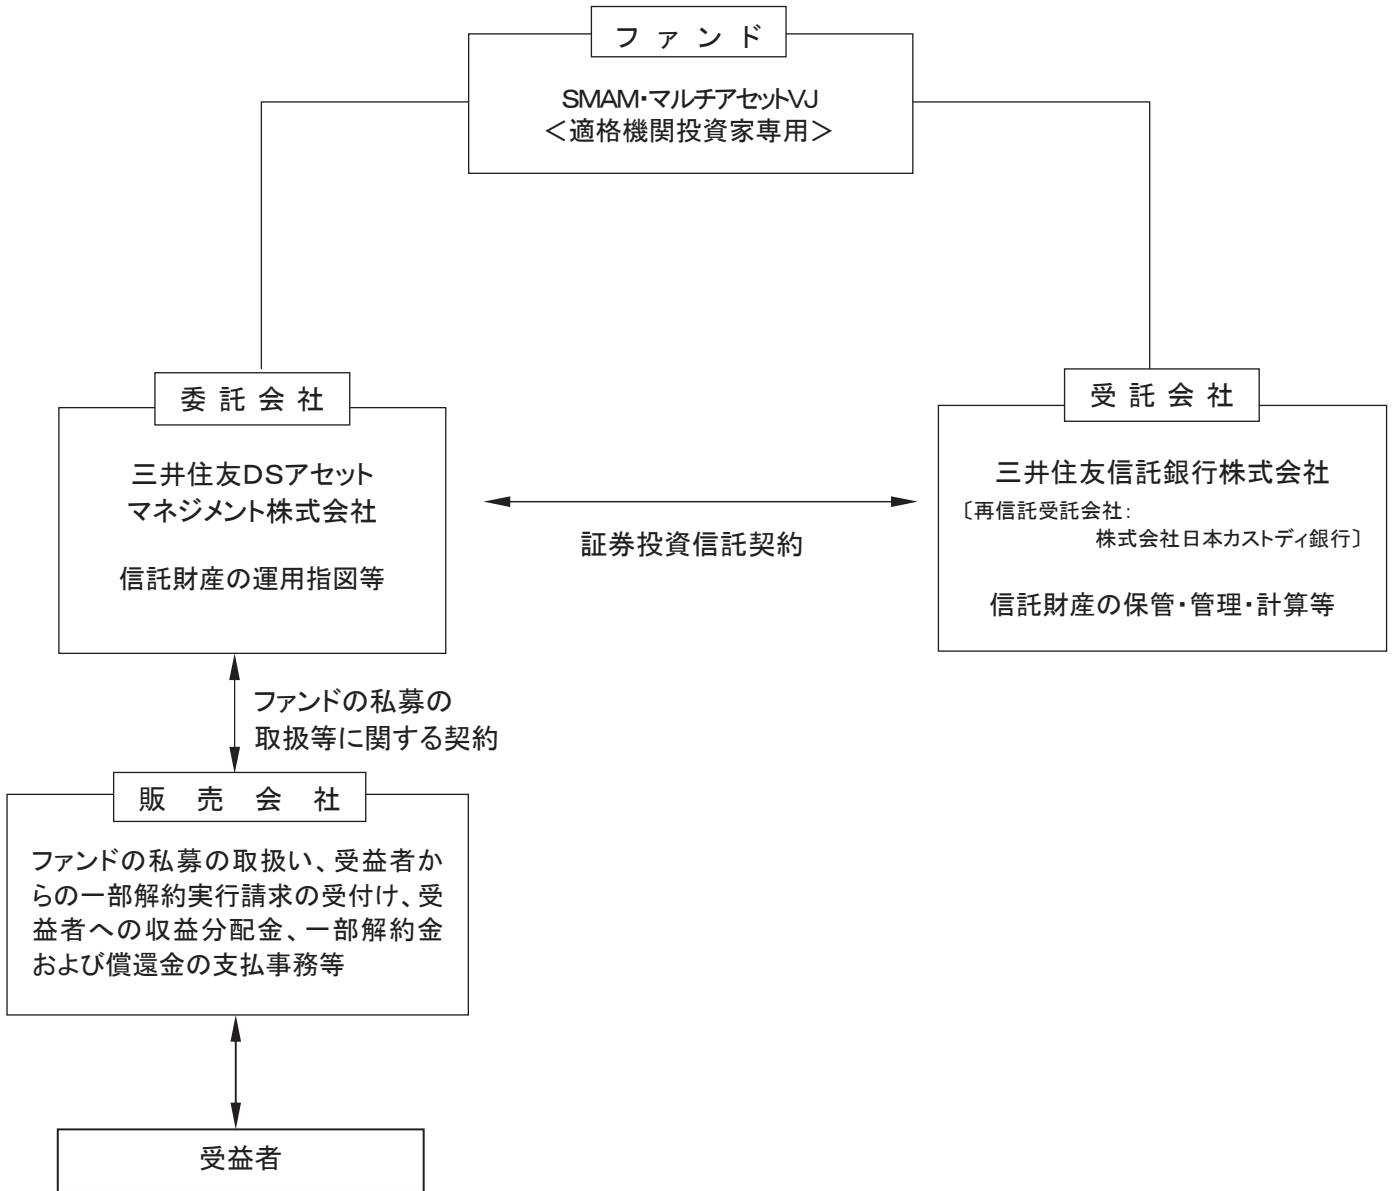 ファンド
SMAM・マルチアセットVJ
＜適格機関投資家専用＞
委託会社
三井住友DSアセット
マネジメント株式会社
信託財産の運用指図等
証券投資信託契約
受託会社
三井住友信託銀行株式会社
〔再信託受託会社：
株式会社日本カストディ銀行〕
信託財産の保管・管理・計算等
ファンドの私募の
取扱等に関する契約
販売会社
ファンドの私募の取扱い、受益者か
らの一部解約実行請求の受付け、受
益者への収益分配金、一部解約金
および償還金の支払事務等
受益者